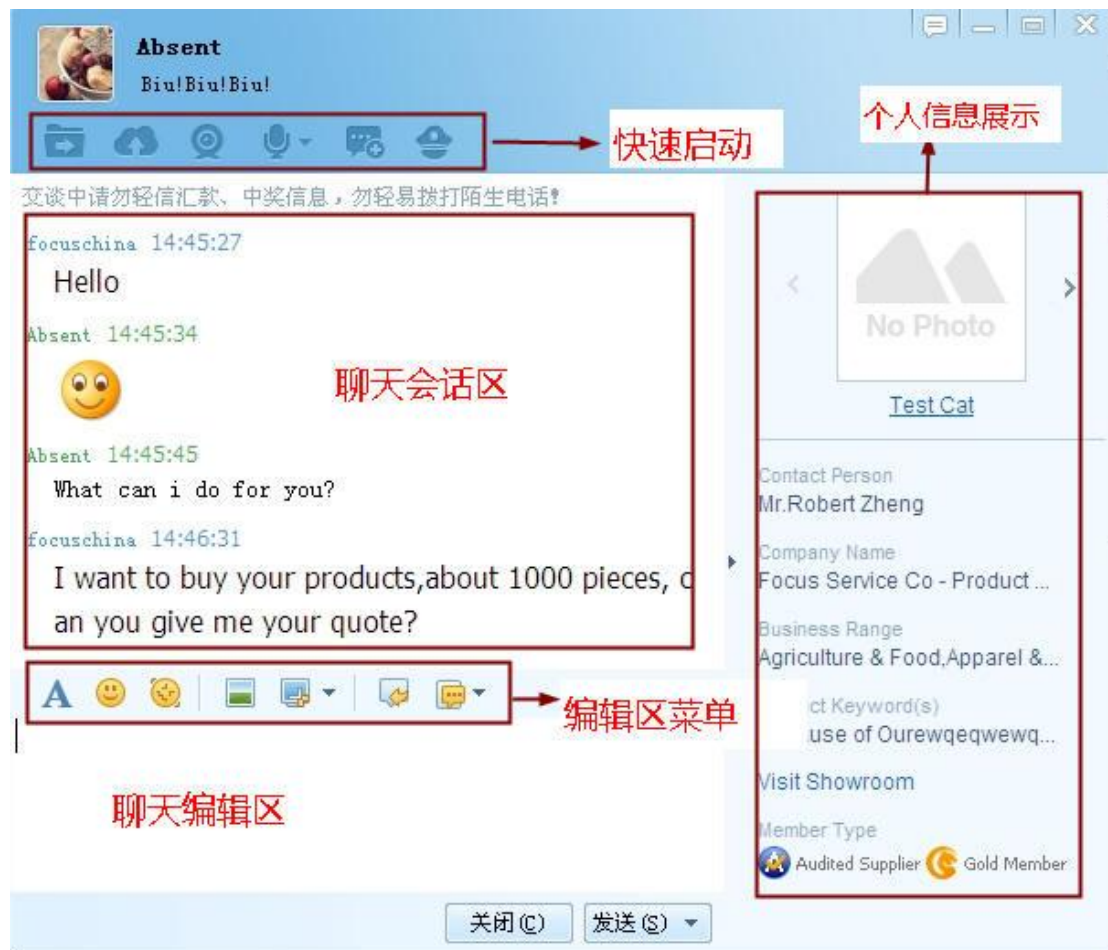 Absent
Biu!Biu!Biu!
快速启动
个人信息展示
交谈中请勿轻信汇款、中奖信息，勿轻易拨打陌生电话!
focuschina 14:45:27
Hello
Absent 14:45:34
聊天会话区
Absent 14:45:45
What can i do for you?
focuschina 14:46:31
I want to buy your products,about 1000 pieces, c
an you give me your quote?
编辑区菜单
聊天编辑区
关闭(C) 发送(S)
No Photo
Test Cat
Contact Person
Mr.Robert Zheng
Company Name
Focus Service Co - Product ...
Business Range
Agriculture & Food,Apparel &...
Keyword(s)
of Ourewqeqwewq...
Visit Showroom
Member Type
Audited Supplier Gold Member